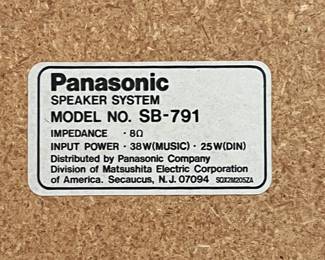 Panasonic
SPEAKER SYSTEM
MODEL NO. SB-791
IMPEDANCE · 8Ω
INPUT POWER · 38W(MUSIC) · 25W(DIN)
Distributed by Panasonic Company
Division of Matsushita Electric Corporation
of America. Secaucus, N.J. 07094 SQX2M205ZA